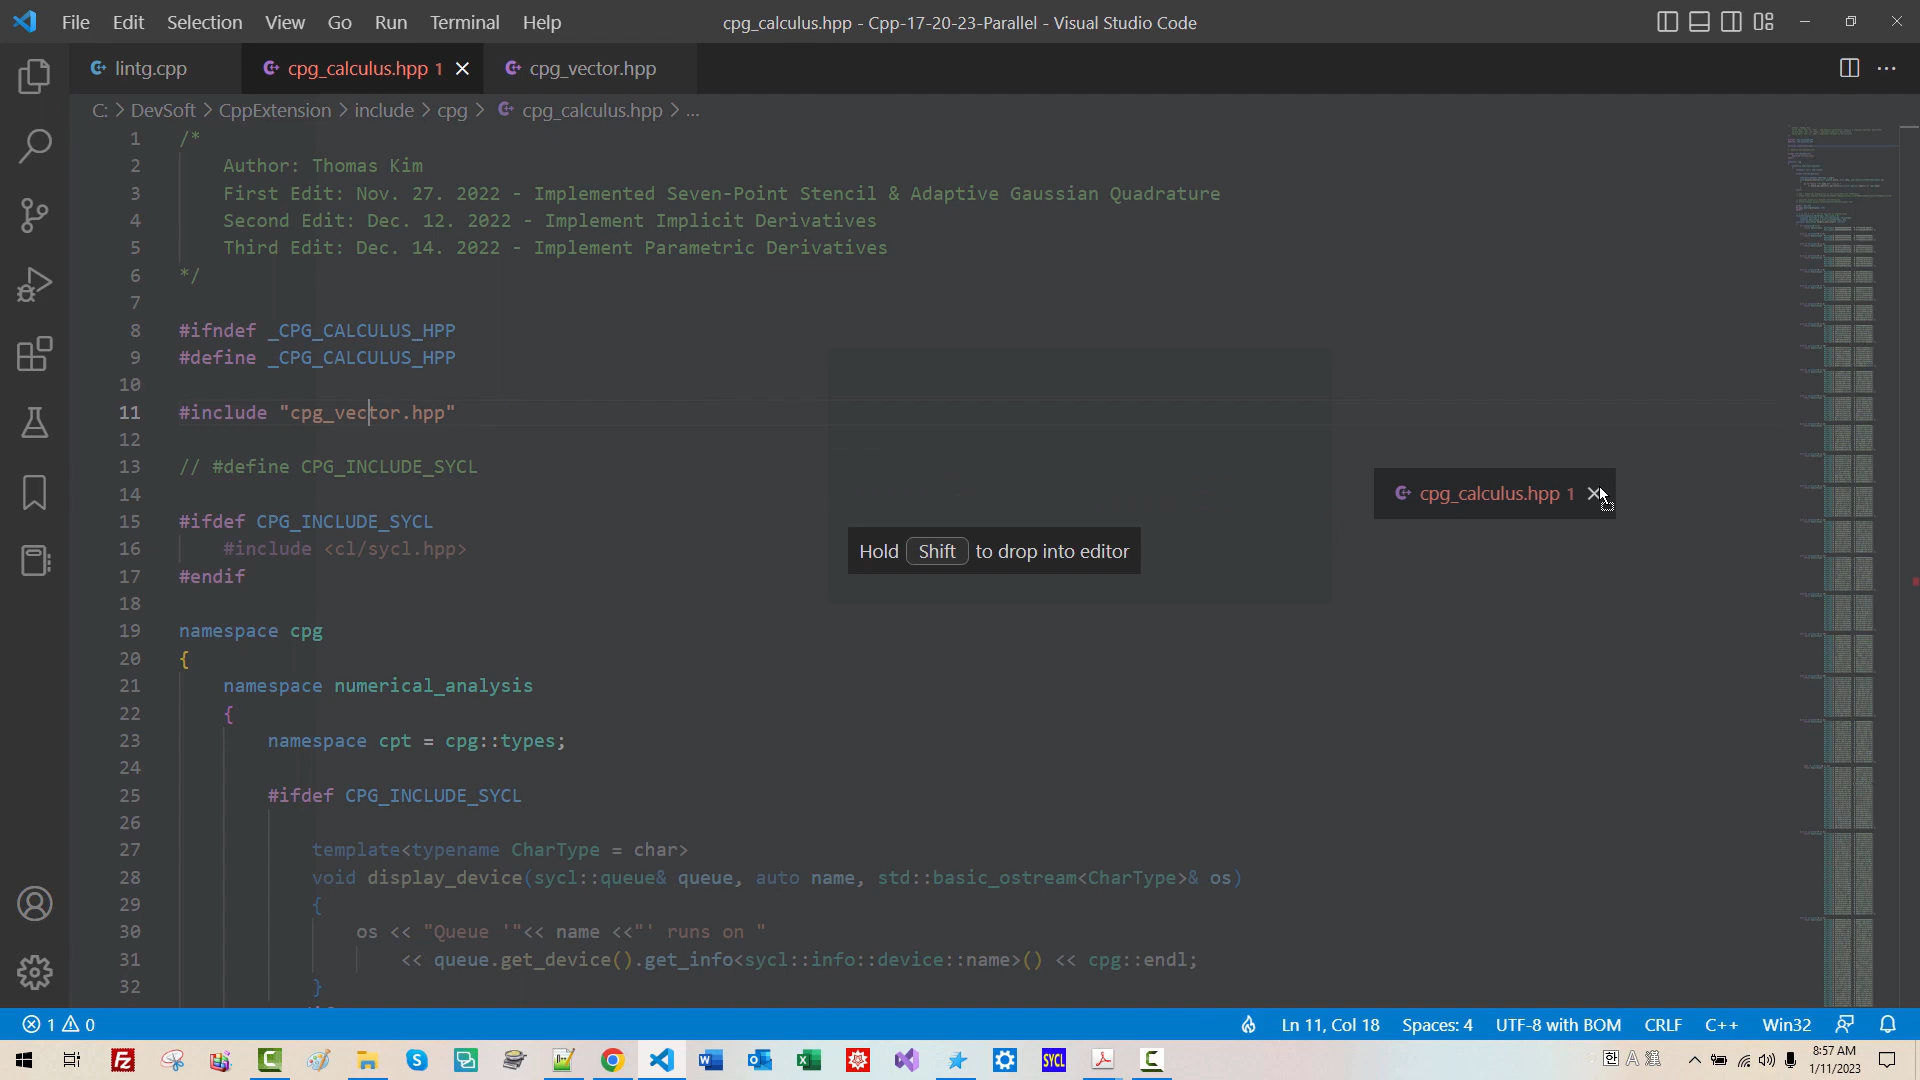 File Edit Selection View Go Run Terminal Help
cpg_calculus.hpp - Cpp-17-20-23-Parallel - Visual Studio Code
lintg.cpp
cpg_calculus.hpp 1
cpg_vector.hpp
C: > DevSoft > CppExtension > include > cpg > cpg_calculus.hpp > ...
1 /*
2 Author: Thomas Kim
3 First Edit: Nov. 27. 2022 - Implemented Seven-Point Stencil & Adaptive Gaussian Quadrature
4 Second Edit: Dec. 12. 2022 - Implement Implicit Derivatives
5 Third Edit: Dec. 14. 2022 - Implement Parametric Derivatives
6 */
7
8 #ifndef _CPG_CALCULUS_HPP
9 #define _CPG_CALCULUS_HPP
10
11 #include "cpg_vector.hpp"
12
13 // #define CPG_INCLUDE_SYCL
14
15 #ifdef CPG_INCLUDE_SYCL
16 #include <cl/sycl.hpp>
17 #endif
18
19 namespace cpg
20 {
21 namespace numerical_analysis
22 {
23 namespace cpt = cpg::types;
24
25 #ifdef CPG_INCLUDE_SYCL
26
27 template<typename CharType = char>
28 void display_device(sycl::queue& queue, auto name, std::basic_ostream<CharType>& os)
29 {
30 os << "Queue '"<< name <<"' runs on "
31 << queue.get_device().get_info<sycl::info::device::name>() << cpg::endl;
32 }
cpg_calculus.hpp 1
Hold Shift to drop into editor
1 0
Ln 11, Col 18 Spaces: 4 UTF-8 with BOM CRLF C++ Win32
SYCL
한 A 漢
8:57 AM
1/11/2023